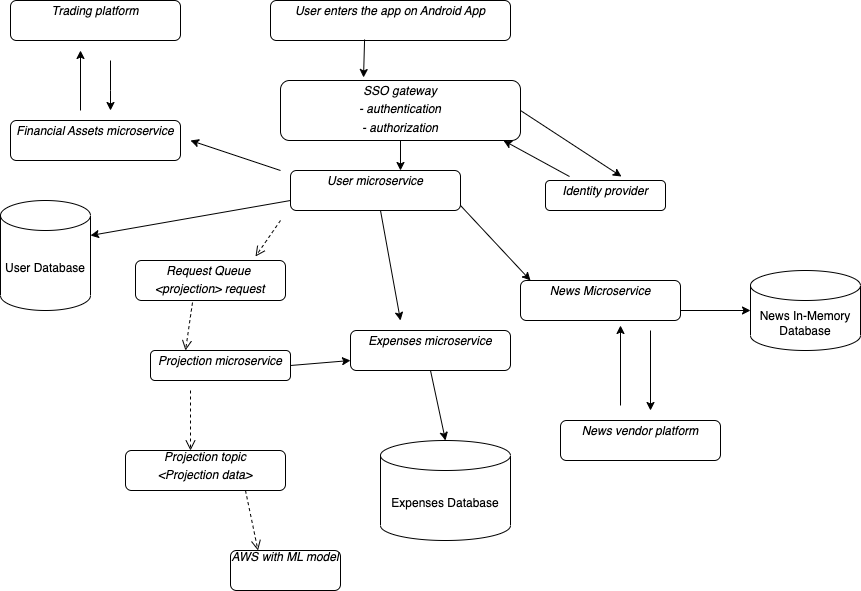 Trading platform
User enters the app on Android App
SSO gateway
- authentication
- authorization
Financial Assets microservice
User microservice
Identity provider
User Database
Request Queue
<projection> request
News Microservice
News In-Memory
Database
Projection microservice
Expenses microservice
News vendor platform
Projection topic
<Projection data>
Expenses Database
AWS with ML model